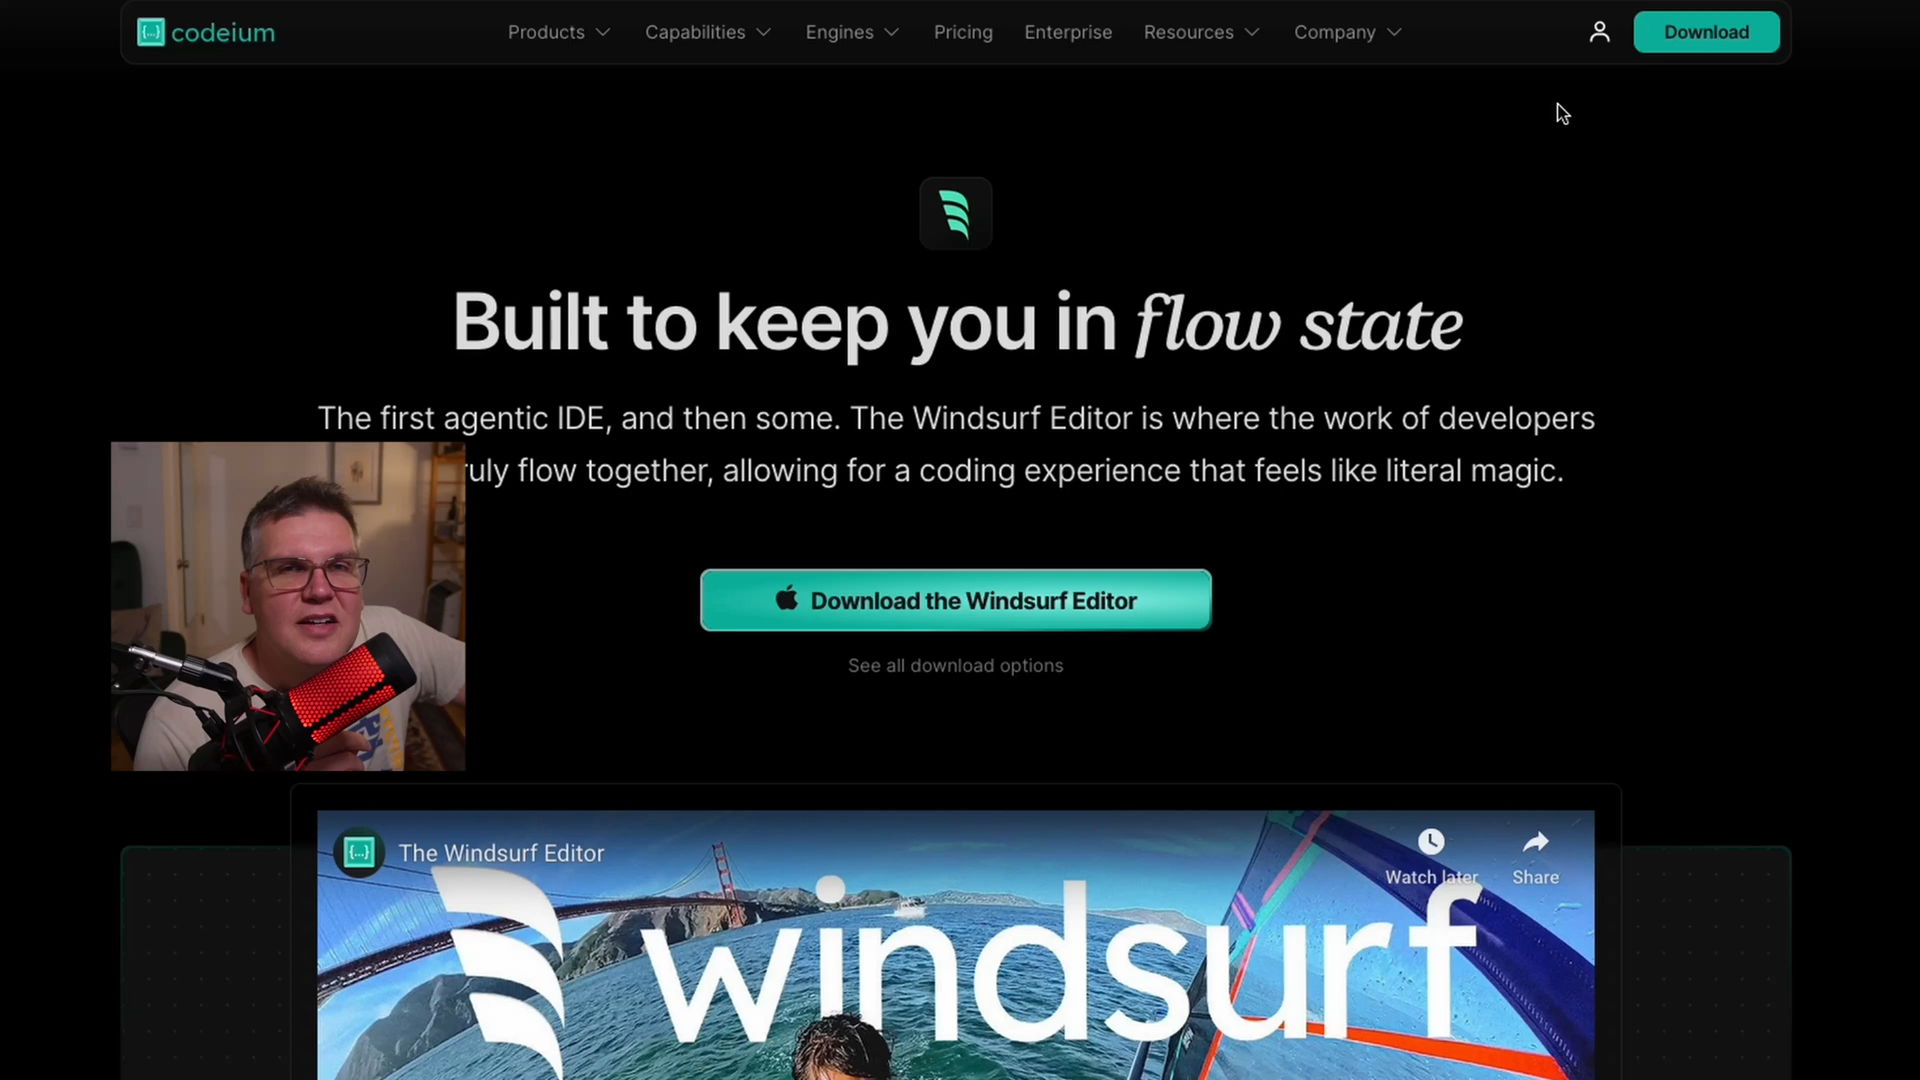 codeium
Products
Capabilities
Engines
Pricing
Enterprise
Resources
Company
Download
Built to keep you in flow state
The first agentic IDE, and then some. The Windsurf Editor is where the work of developers
ruly flow together, allowing for a coding experience that feels like literal magic.
Download the Windsurf Editor
See all download options
The Windsurf Editor
Watch later
Share
windsurf